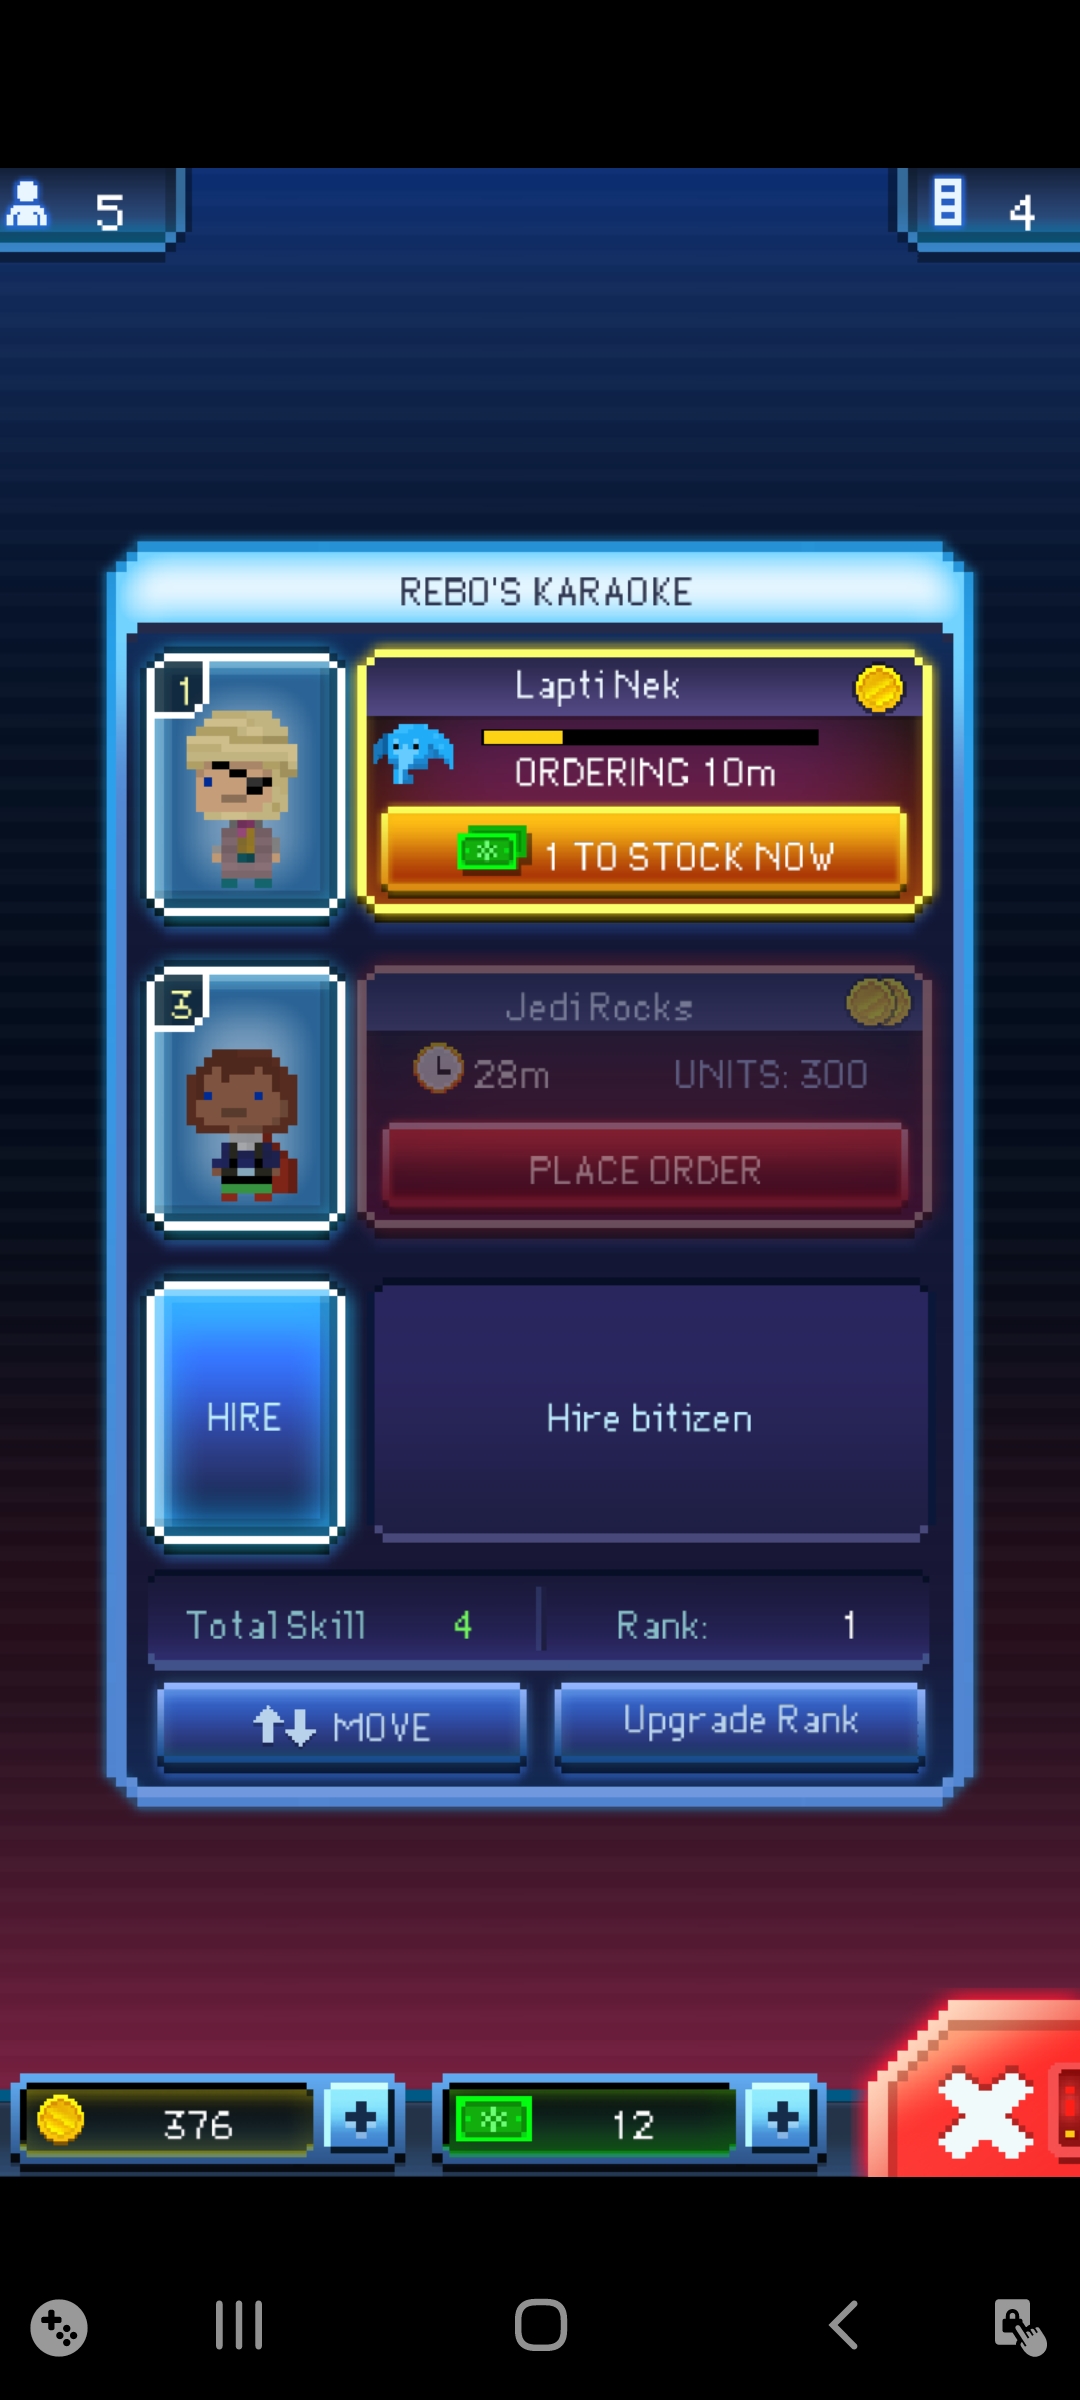 5
4
REBO'S KARAOKE
1
Lapti Nek
ORDERING 10m
1 TO STOCK NOW
3
Jedi Rocks
28m UNITS: 300
PLACE ORDER
HIRE
Hire bitizen
Total Skill 4 Rank: 1
MOVE
Upgrade Rank
376
12